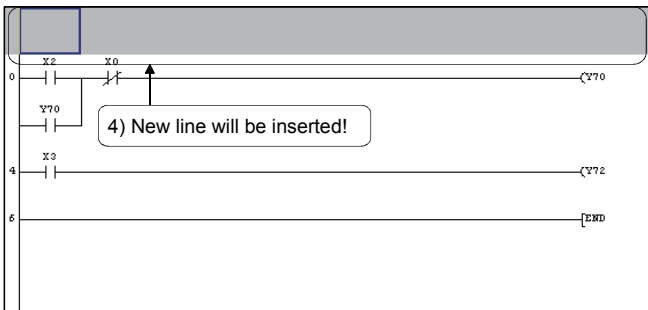 X2 X0
0 (Y70
Y70
4) New line will be inserted!
X3
4 (Y72
6 [END